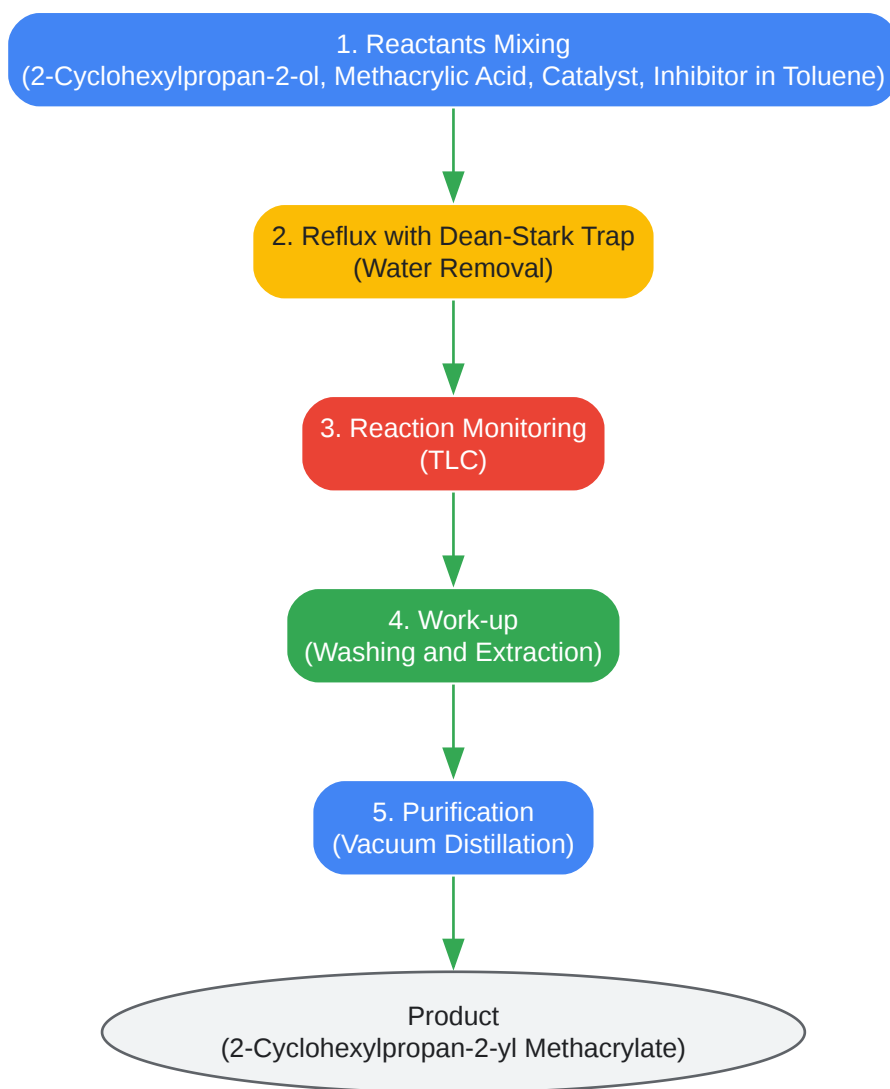 1. Reactants Mixing
(2-Cyclohexylpropan-2-ol, Methacrylic Acid, Catalyst, Inhibitor in Toluene)
2. Reflux with Dean-Stark Trap
(Water Removal)
3. Reaction Monitoring
(TLC)
4. Work-up
(Washing and Extraction)
5. Purification
(Vacuum Distillation)
Product
(2-Cyclohexylpropan-2-yl Methacrylate)